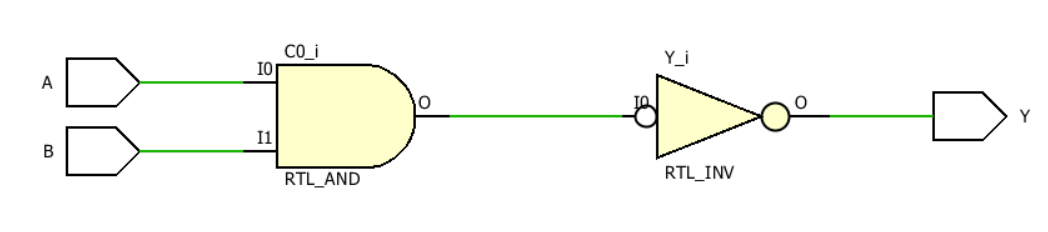 C0_i
A
I0
RTL_AND
O
B
I1
Y_i
I0
O
RTL_INV
Y